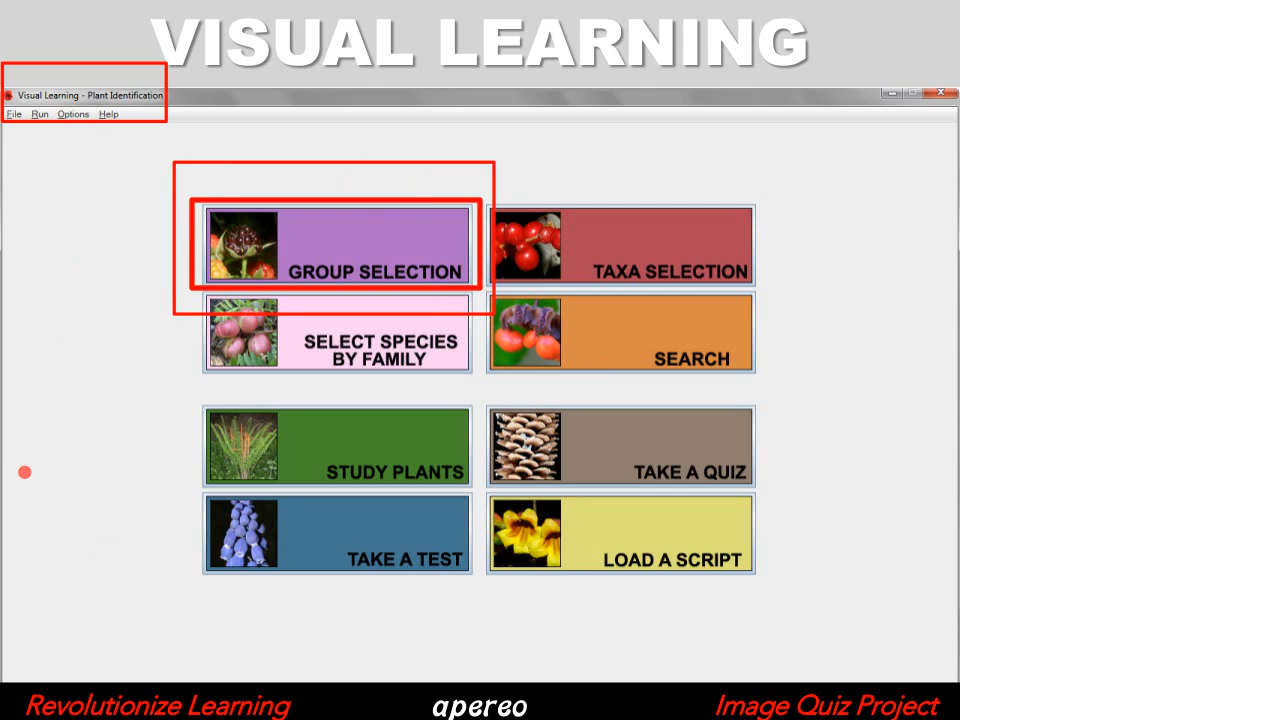 VISUAL LEARNING
Visual Learning - Plant Identification
File Run Options Help
GROUP SELECTION
TAXA SELECTION
SELECT SPECIES
BY FAMILY
SEARCH
STUDY PLANTS
TAKE A QUIZ
TAKE A TEST
LOAD A SCRIPT
Revolutionize Learning
apereo
Image Quiz Project